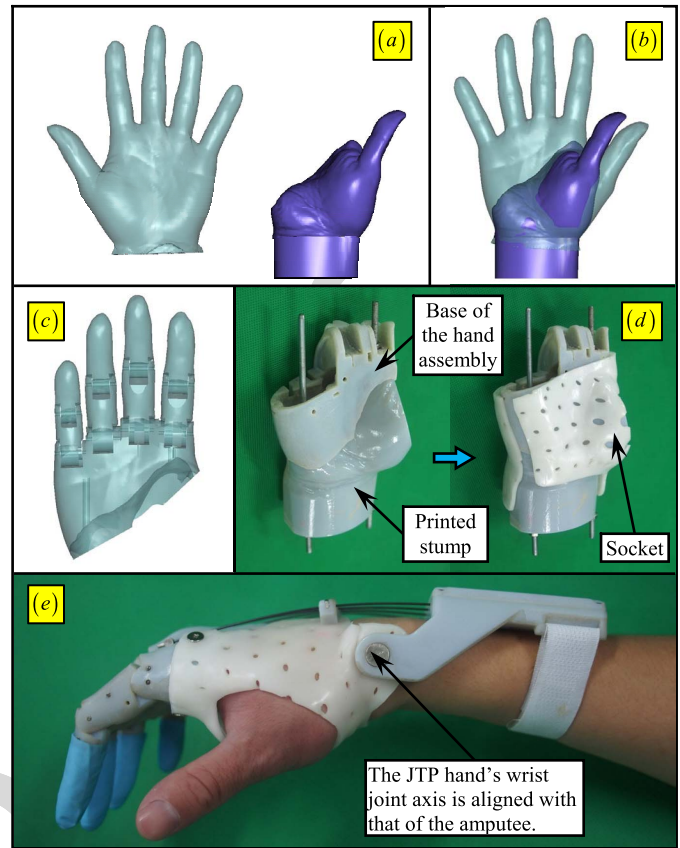 (a)
(b)
(c)
Base of
the hand
assembly
(d)
Printed
stump
Socket
(e)
The JTP hand's wrist
joint axis is aligned with
that of the amputee.